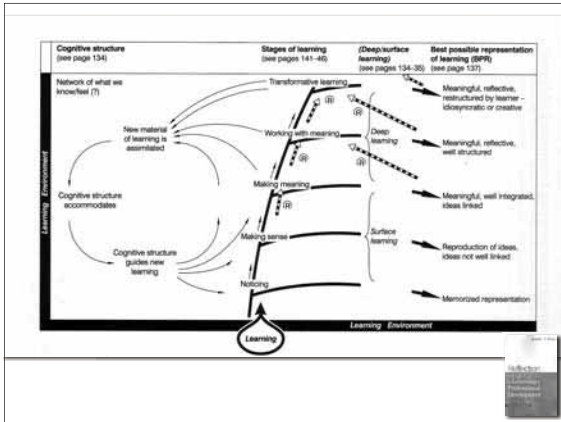 Cognitive structure
(see page 134)
Stages of learning
(see pages 141–46)
(Deep/surface
learning)
(see pages 134–35)
Best possible representation
of learning (BPR)
(see page 137)
Network of what we
know/feel (?)
New material
of learning is
assimilated
Cognitive structure
accommodates
Cognitive structure
guides new
learning
Transformative learning
Working with meaning
Making meaning
Making sense
Noticing
Deep
learning
Surface
learning
R
R
R
R
R
Meaningful, reflective,
restructured by learner –
idiosyncratic or creative
Meaningful, reflective,
well structured
Meaningful, well integrated,
ideas linked
Reproduction of ideas,
ideas not well linked
Memorized representation
Learning Environment
Learning Environment
Learning
Reflection
Professional
Development